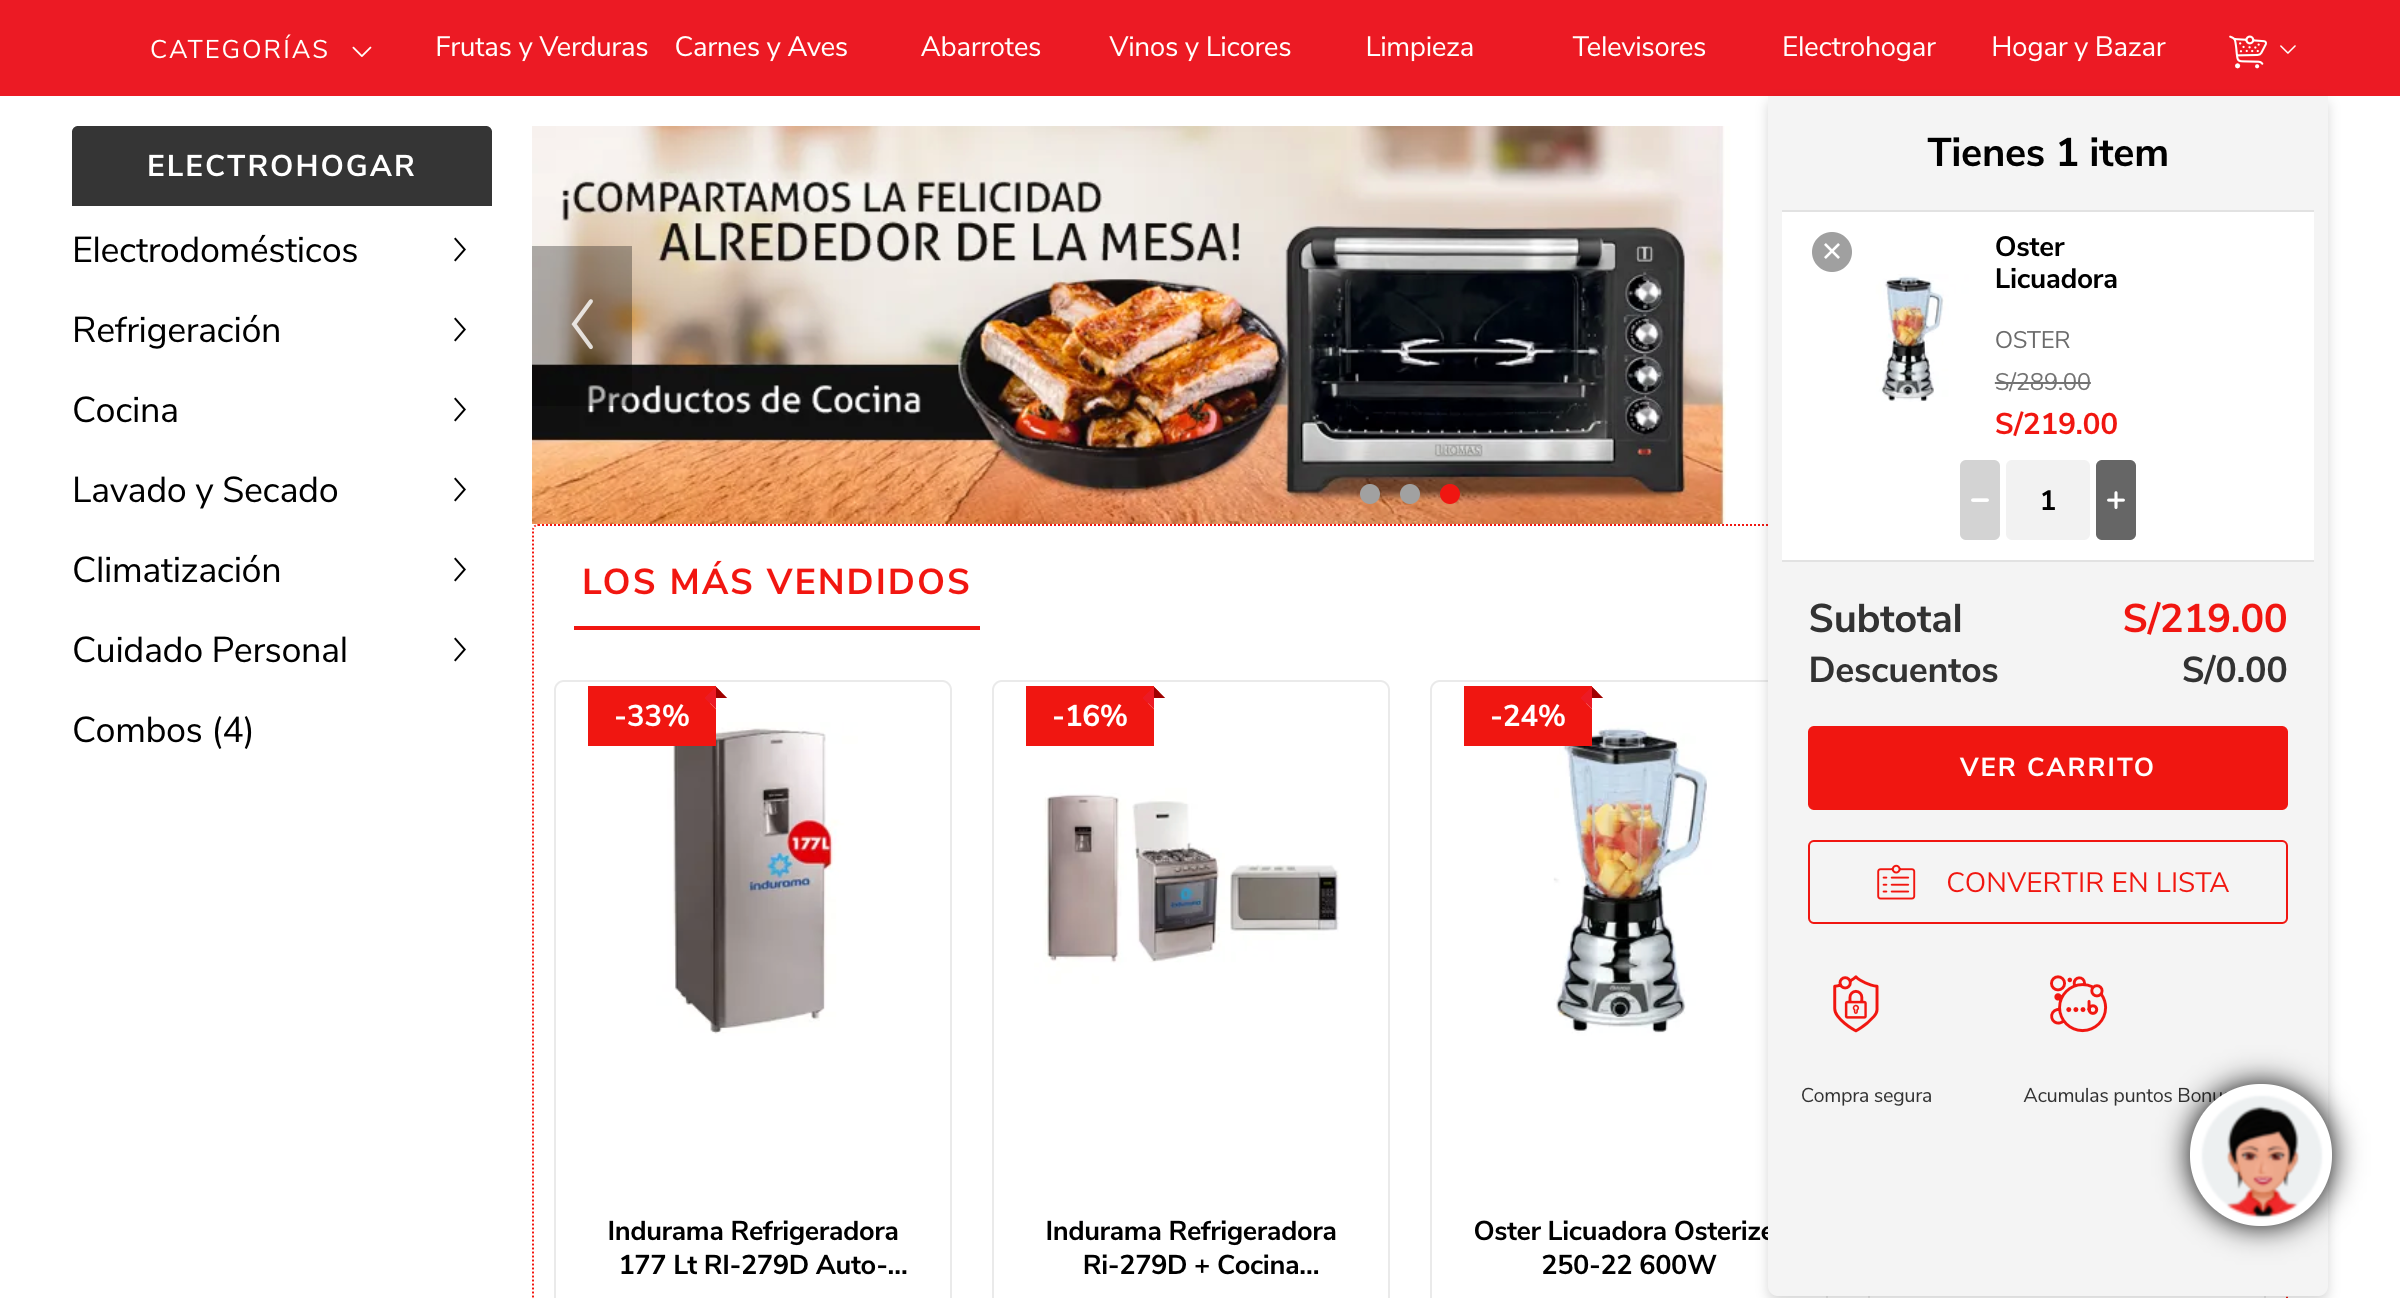 CATEGORÍAS
Frutas y Verduras
Carnes y Aves
Abarrotes
Vinos y Licores
Limpieza
Televisores
Electrohogar
Hogar y Bazar
ELECTROHOGAR
Electrodomésticos
Refrigeración
Cocina
Lavado y Secado
Climatización
Cuidado Personal
Combos (4)
¡COMPARTAMOS LA FELICIDAD
ALREDEDOR DE LA MESA!
Productos de Cocina
THOMAS
LOS MÁS VENDIDOS
-33%
177L
indurama
Indurama Refrigeradora
177 Lt RI-279D Auto-...
-16%
indurama
Indurama Refrigeradora
Ri-279D + Cocina...
-24%
Oster Licuadora Osterize
250-22 600W
Tienes 1 item
Oster
Licuadora
OSTER
S/289.00
S/219.00
1
Subtotal S/219.00
Descuentos S/0.00
VER CARRITO
CONVERTIR EN LISTA
...b
Compra segura
Acumulas puntos Bonu